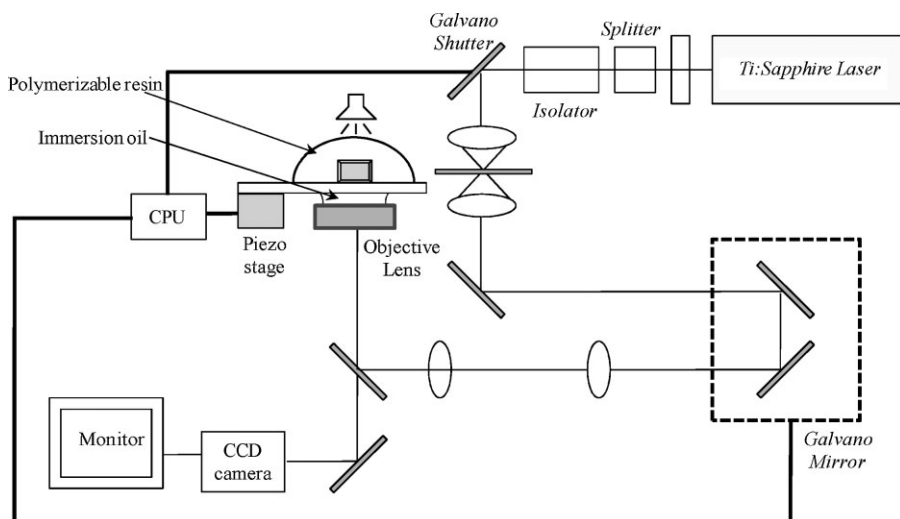 Galvano
Shutter
Splitter
Ti:Sapphire Laser
Isolator
Polymerizable resin
Immersion oil
CPU
Piezo
stage
Objective
Lens
Monitor
CCD
camera
Galvano
Mirror